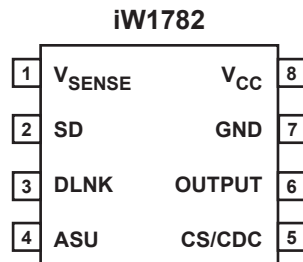 iW1782
1 VSENSE VCC 8
2 SD GND 7
3 DLNK OUTPUT 6
4 ASU CS/CDC 5